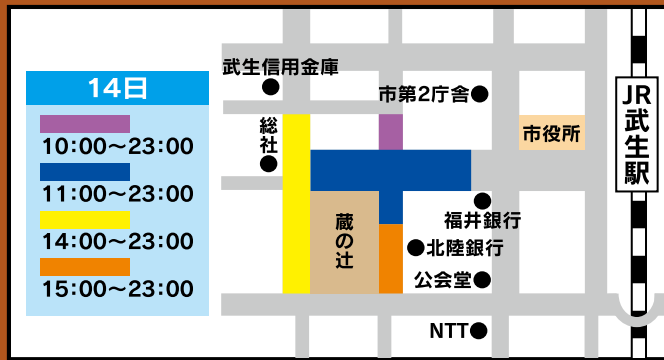 14日
10:00～23:00
11:00～23:00
14:00～23:00
15:00～23:00
武生信用金庫
市第2庁舎
総社
市役所
JR武生駅
福井銀行
蔵の辻
北陸銀行
公会堂
NTT